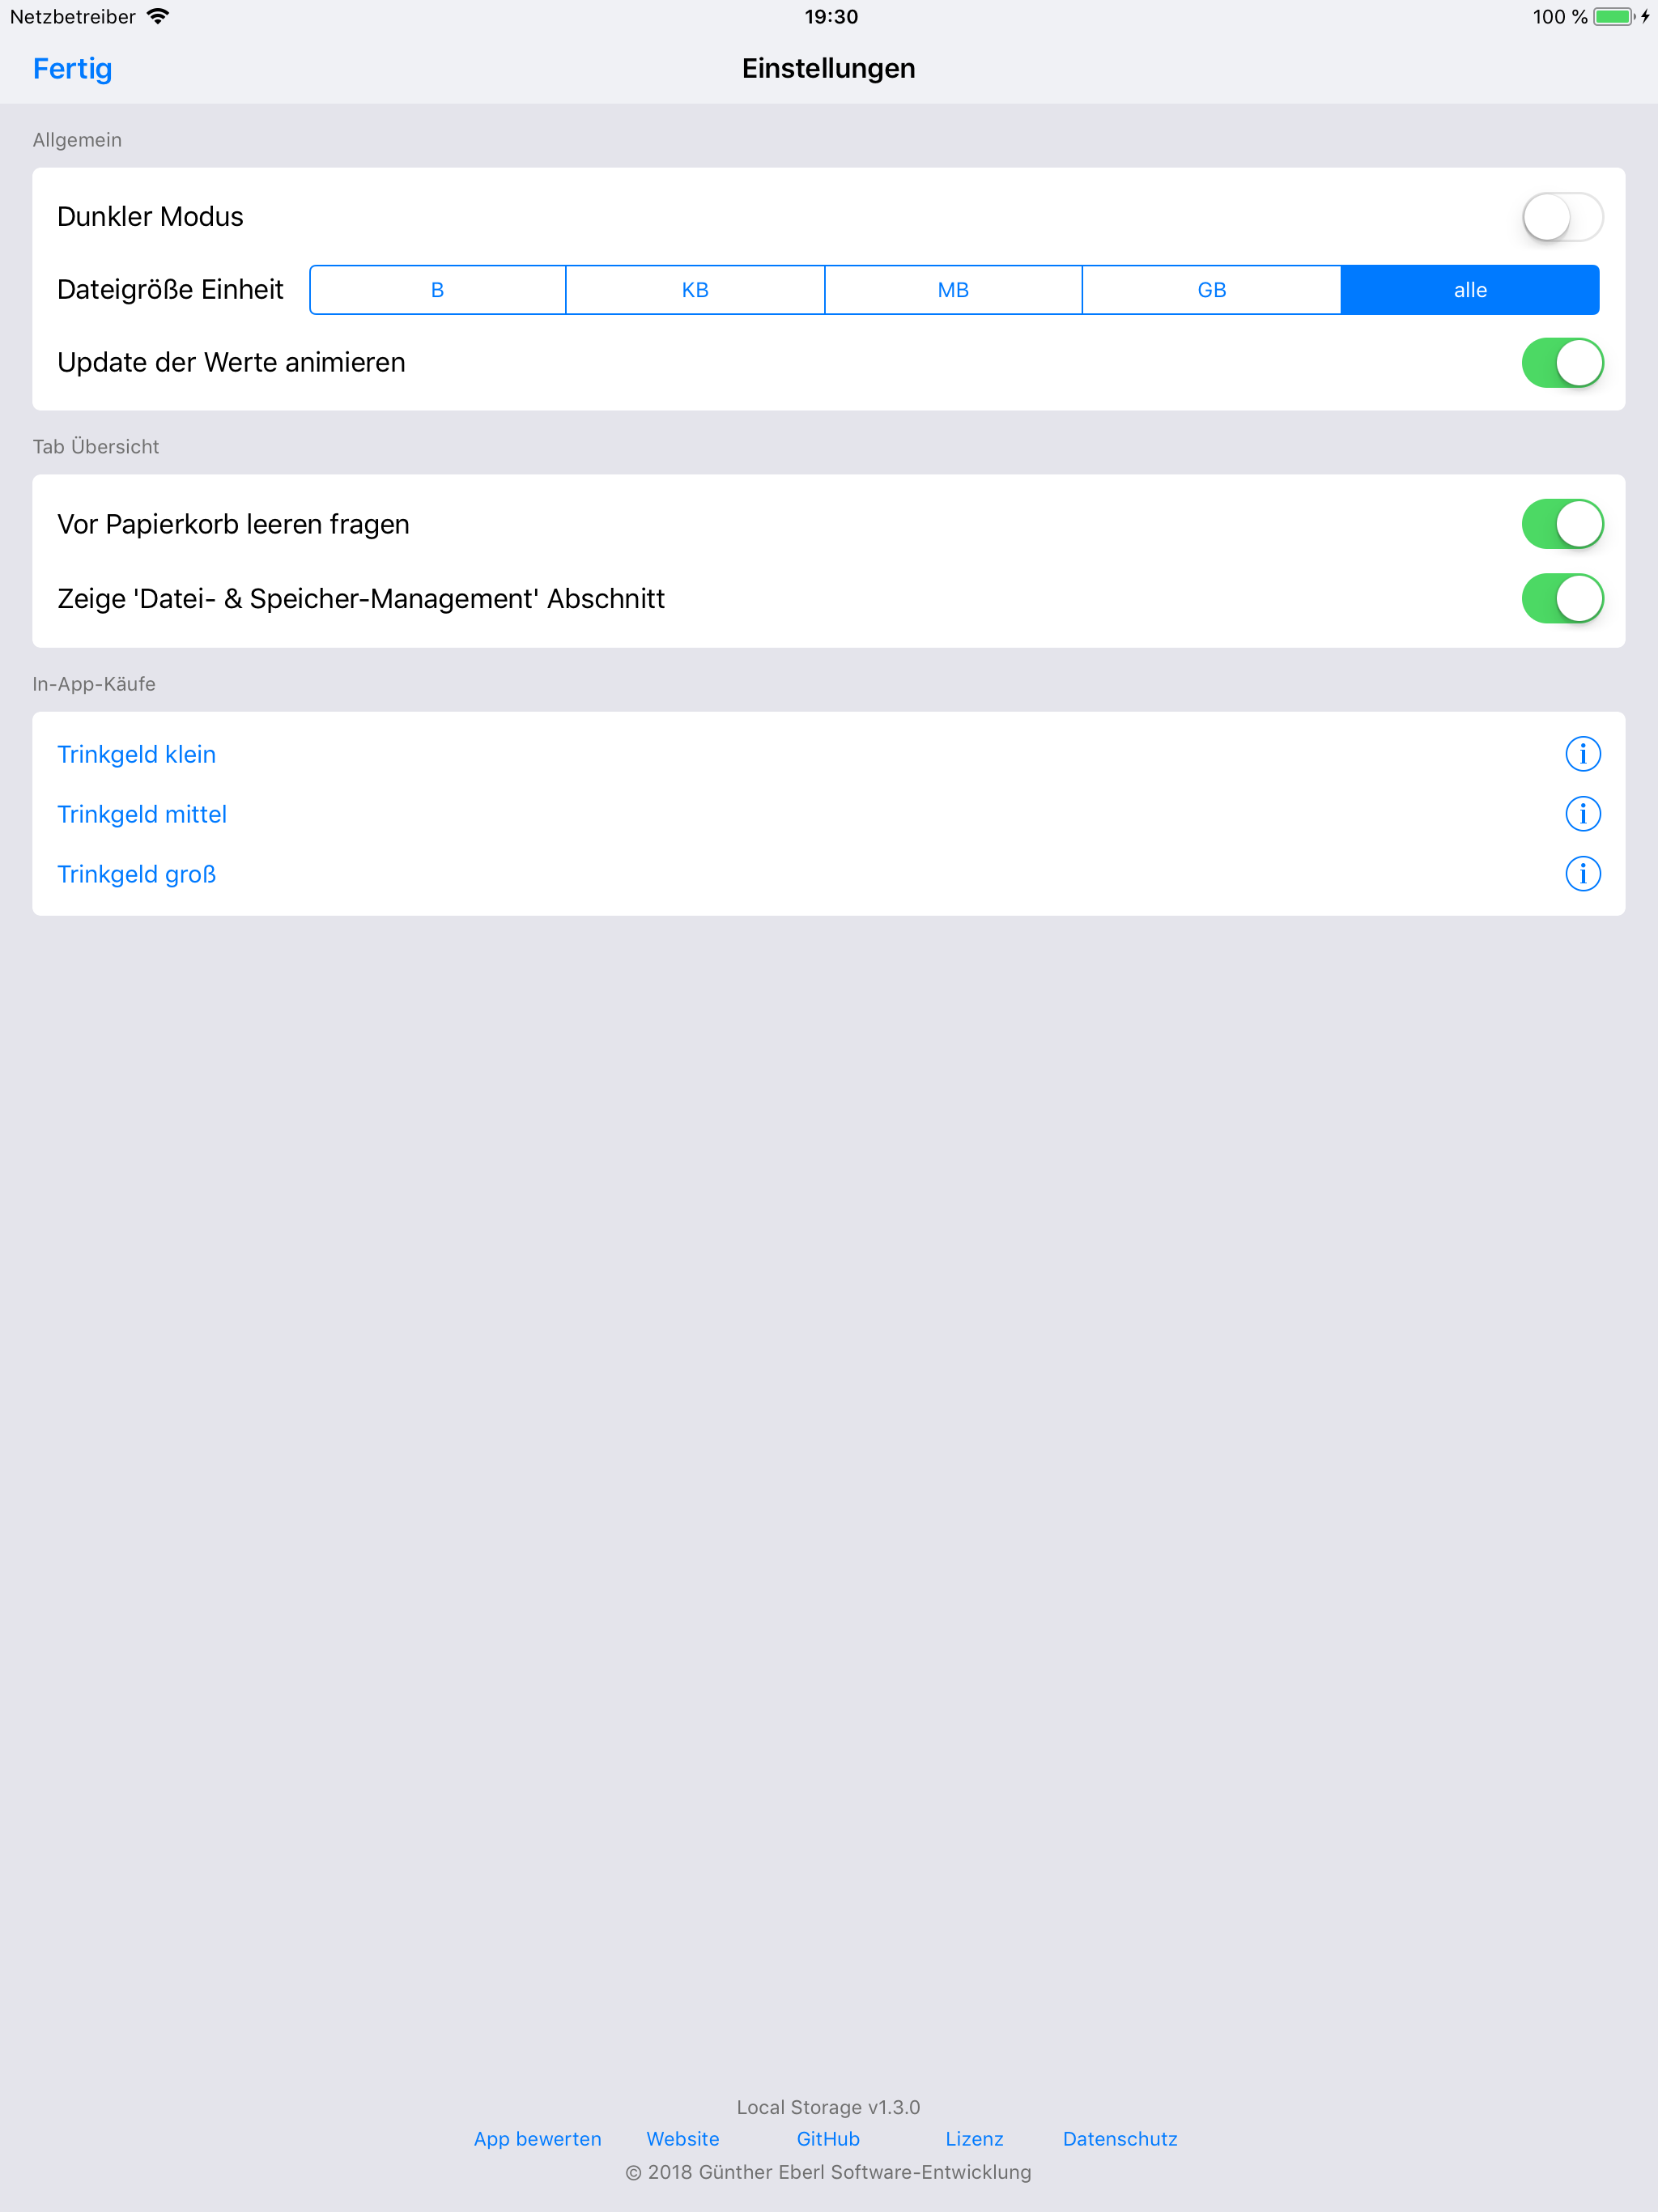 Netzbetreiber 19:30 100 %
Fertig Einstellungen
Allgemein
Dunkler Modus
Dateigröße Einheit B KB MB GB alle
Update der Werte animieren
Tab Übersicht
Vor Papierkorb leeren fragen
Zeige 'Datei- & Speicher-Management' Abschnitt
In-App-Käufe
Trinkgeld klein
Trinkgeld mittel
Trinkgeld groß
Local Storage v1.3.0
App bewerten Website GitHub Lizenz Datenschutz
© 2018 Günther Eberl Software-Entwicklung